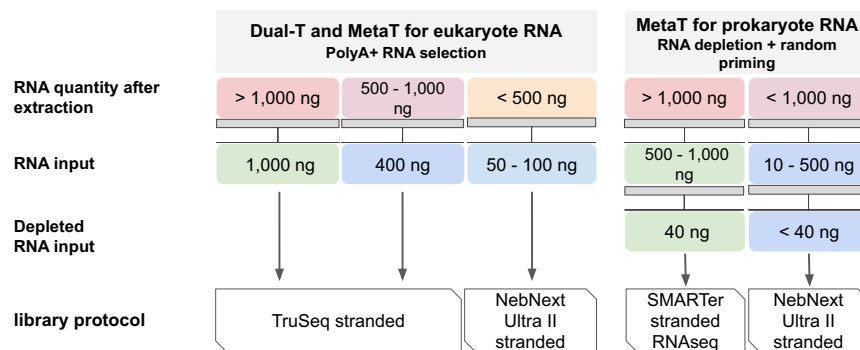 Dual-T and MetaT for eukaryote RNA
PolyA+ RNA selection
MetaT for prokaryote RNA
RNA depletion + random
priming
RNA quantity after
extraction
> 1,000 ng
500 - 1,000
ng
< 500 ng
> 1,000 ng
< 1,000 ng
RNA input
1,000 ng
400 ng
50 - 100 ng
500 - 1,000
ng
10 - 500 ng
Depleted
RNA input
40 ng
< 40 ng
library protocol
TruSeq stranded
NebNext
Ultra II
stranded
SMARTer
stranded
RNAseq
NebNext
Ultra II
stranded